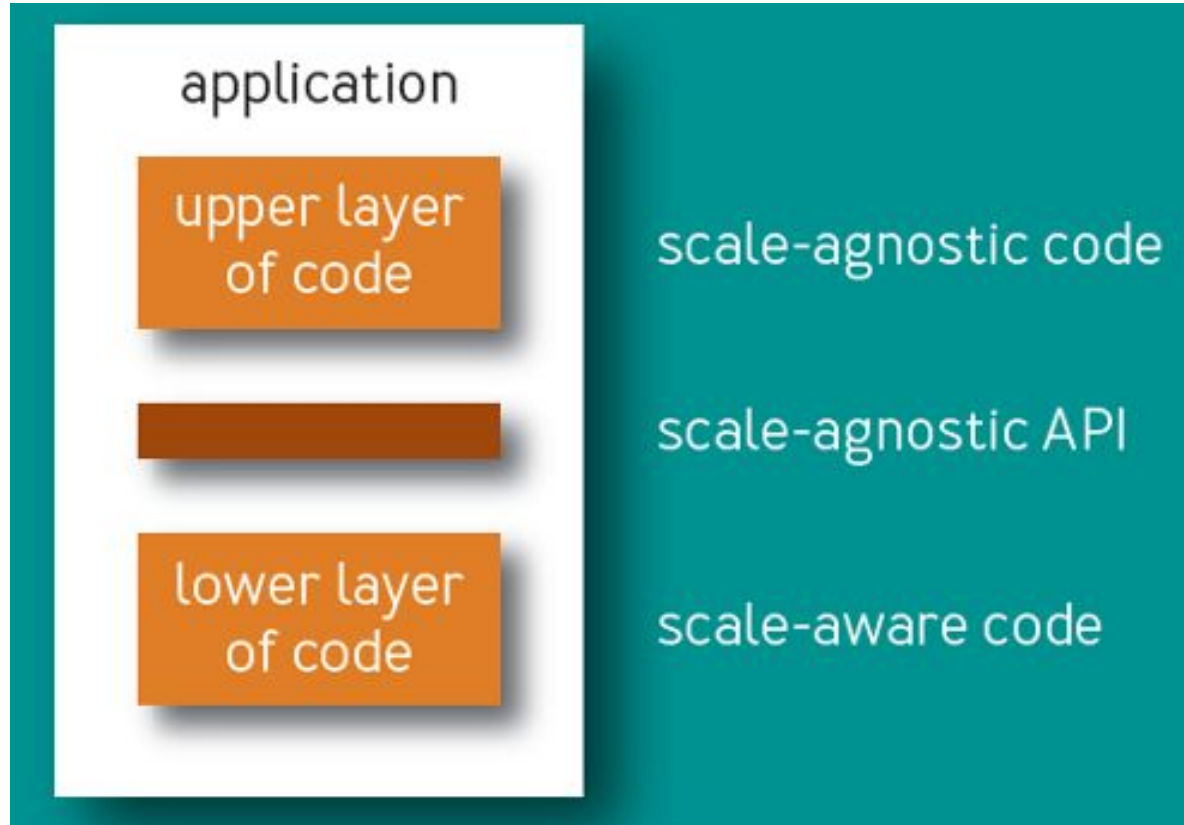 application
upper layer
of code
scale-agnostic code
scale-agnostic API
lower layer
of code
scale-aware code